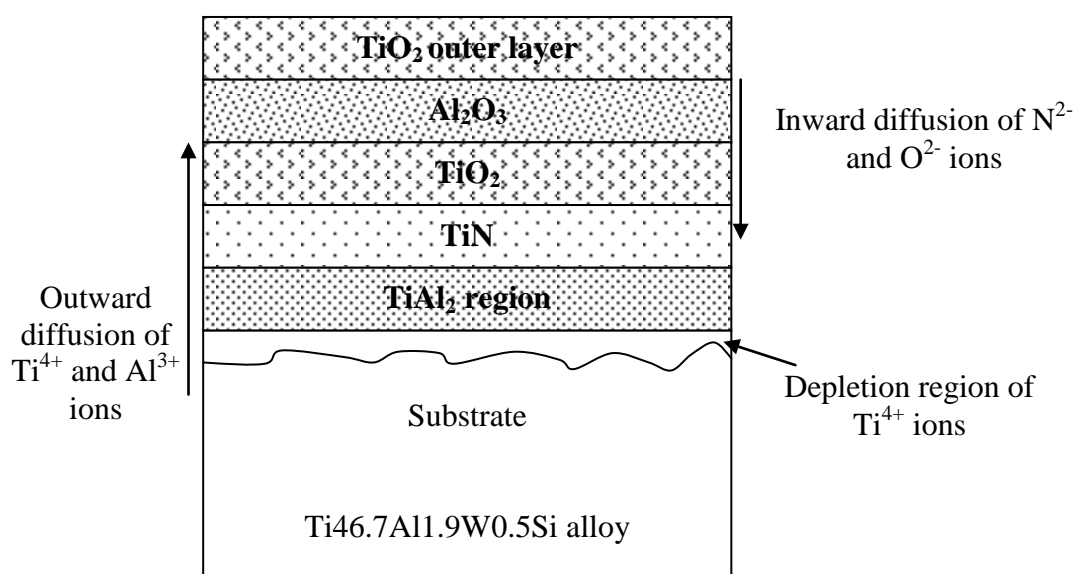 TiO₂ outer layer
Al₂O₃
TiO₂
TiN
TiAl₂ region
Substrate
Ti46.7Al1.9W0.5Si alloy
Inward diffusion of N²⁻
and O²⁻ ions
Outward
diffusion of
Ti⁴⁺ and Al³⁺
ions
Depletion region of
Ti⁴⁺ ions